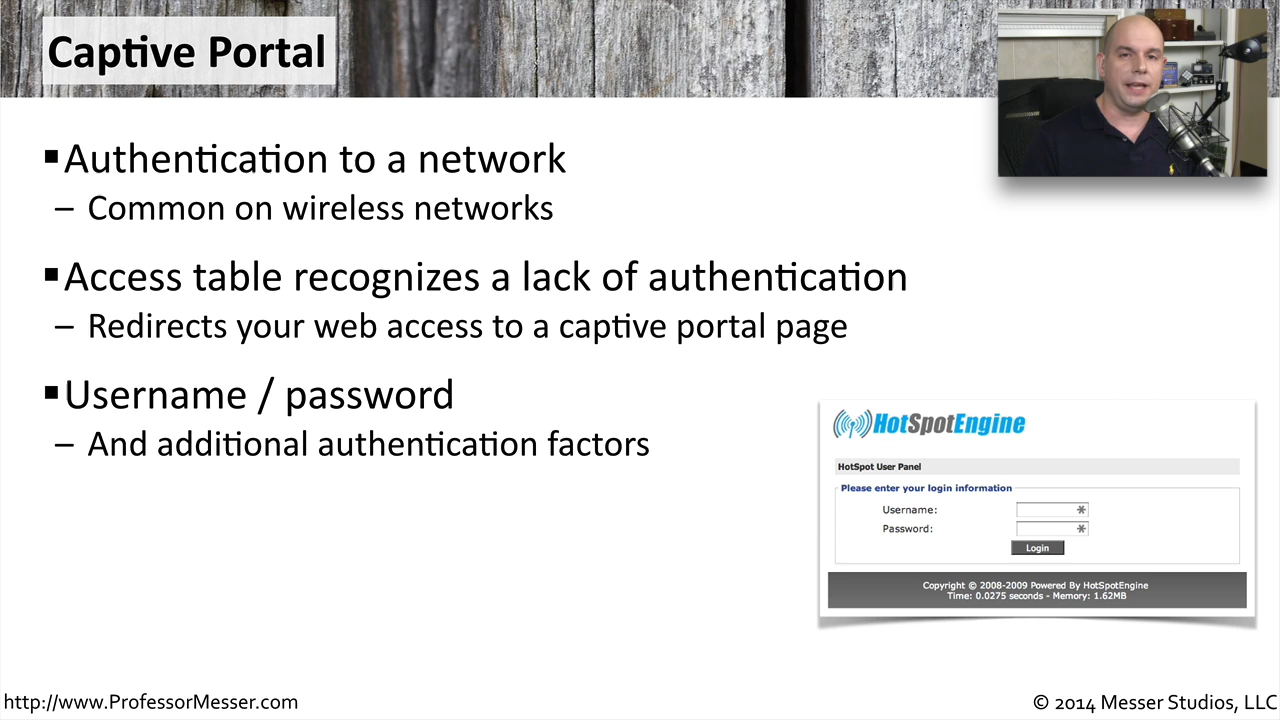 Captive Portal
▪Authentication to a network
– Common on wireless networks
▪Access table recognizes a lack of authentication
– Redirects your web access to a captive portal page
▪Username / password
– And additional authentication factors
HotSpotEngine
HotSpot User Panel
Please enter your login information
Username:
Password:
Login
Copyright © 2008-2009 Powered By HotSpotEngine
Time: 0.0275 seconds - Memory: 1.62MB
http://www.ProfessorMesser.com
© 2014 Messer Studios, LLC